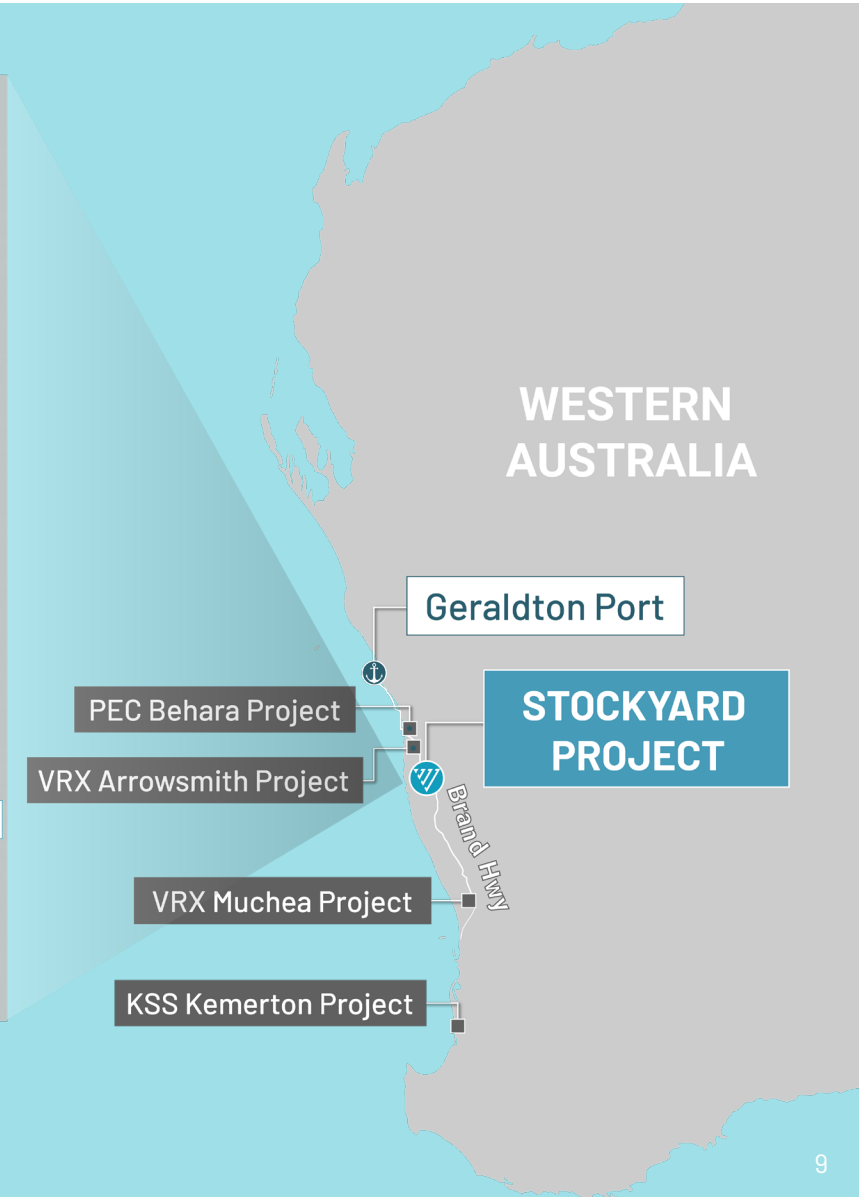 WESTERN
AUSTRALIA
Geraldton Port
PEC Behara Project
STOCKYARD
PROJECT
VRX Arrowsmith Project
Brand Hwy
VRX Muchea Project
KSS Kemerton Project
9